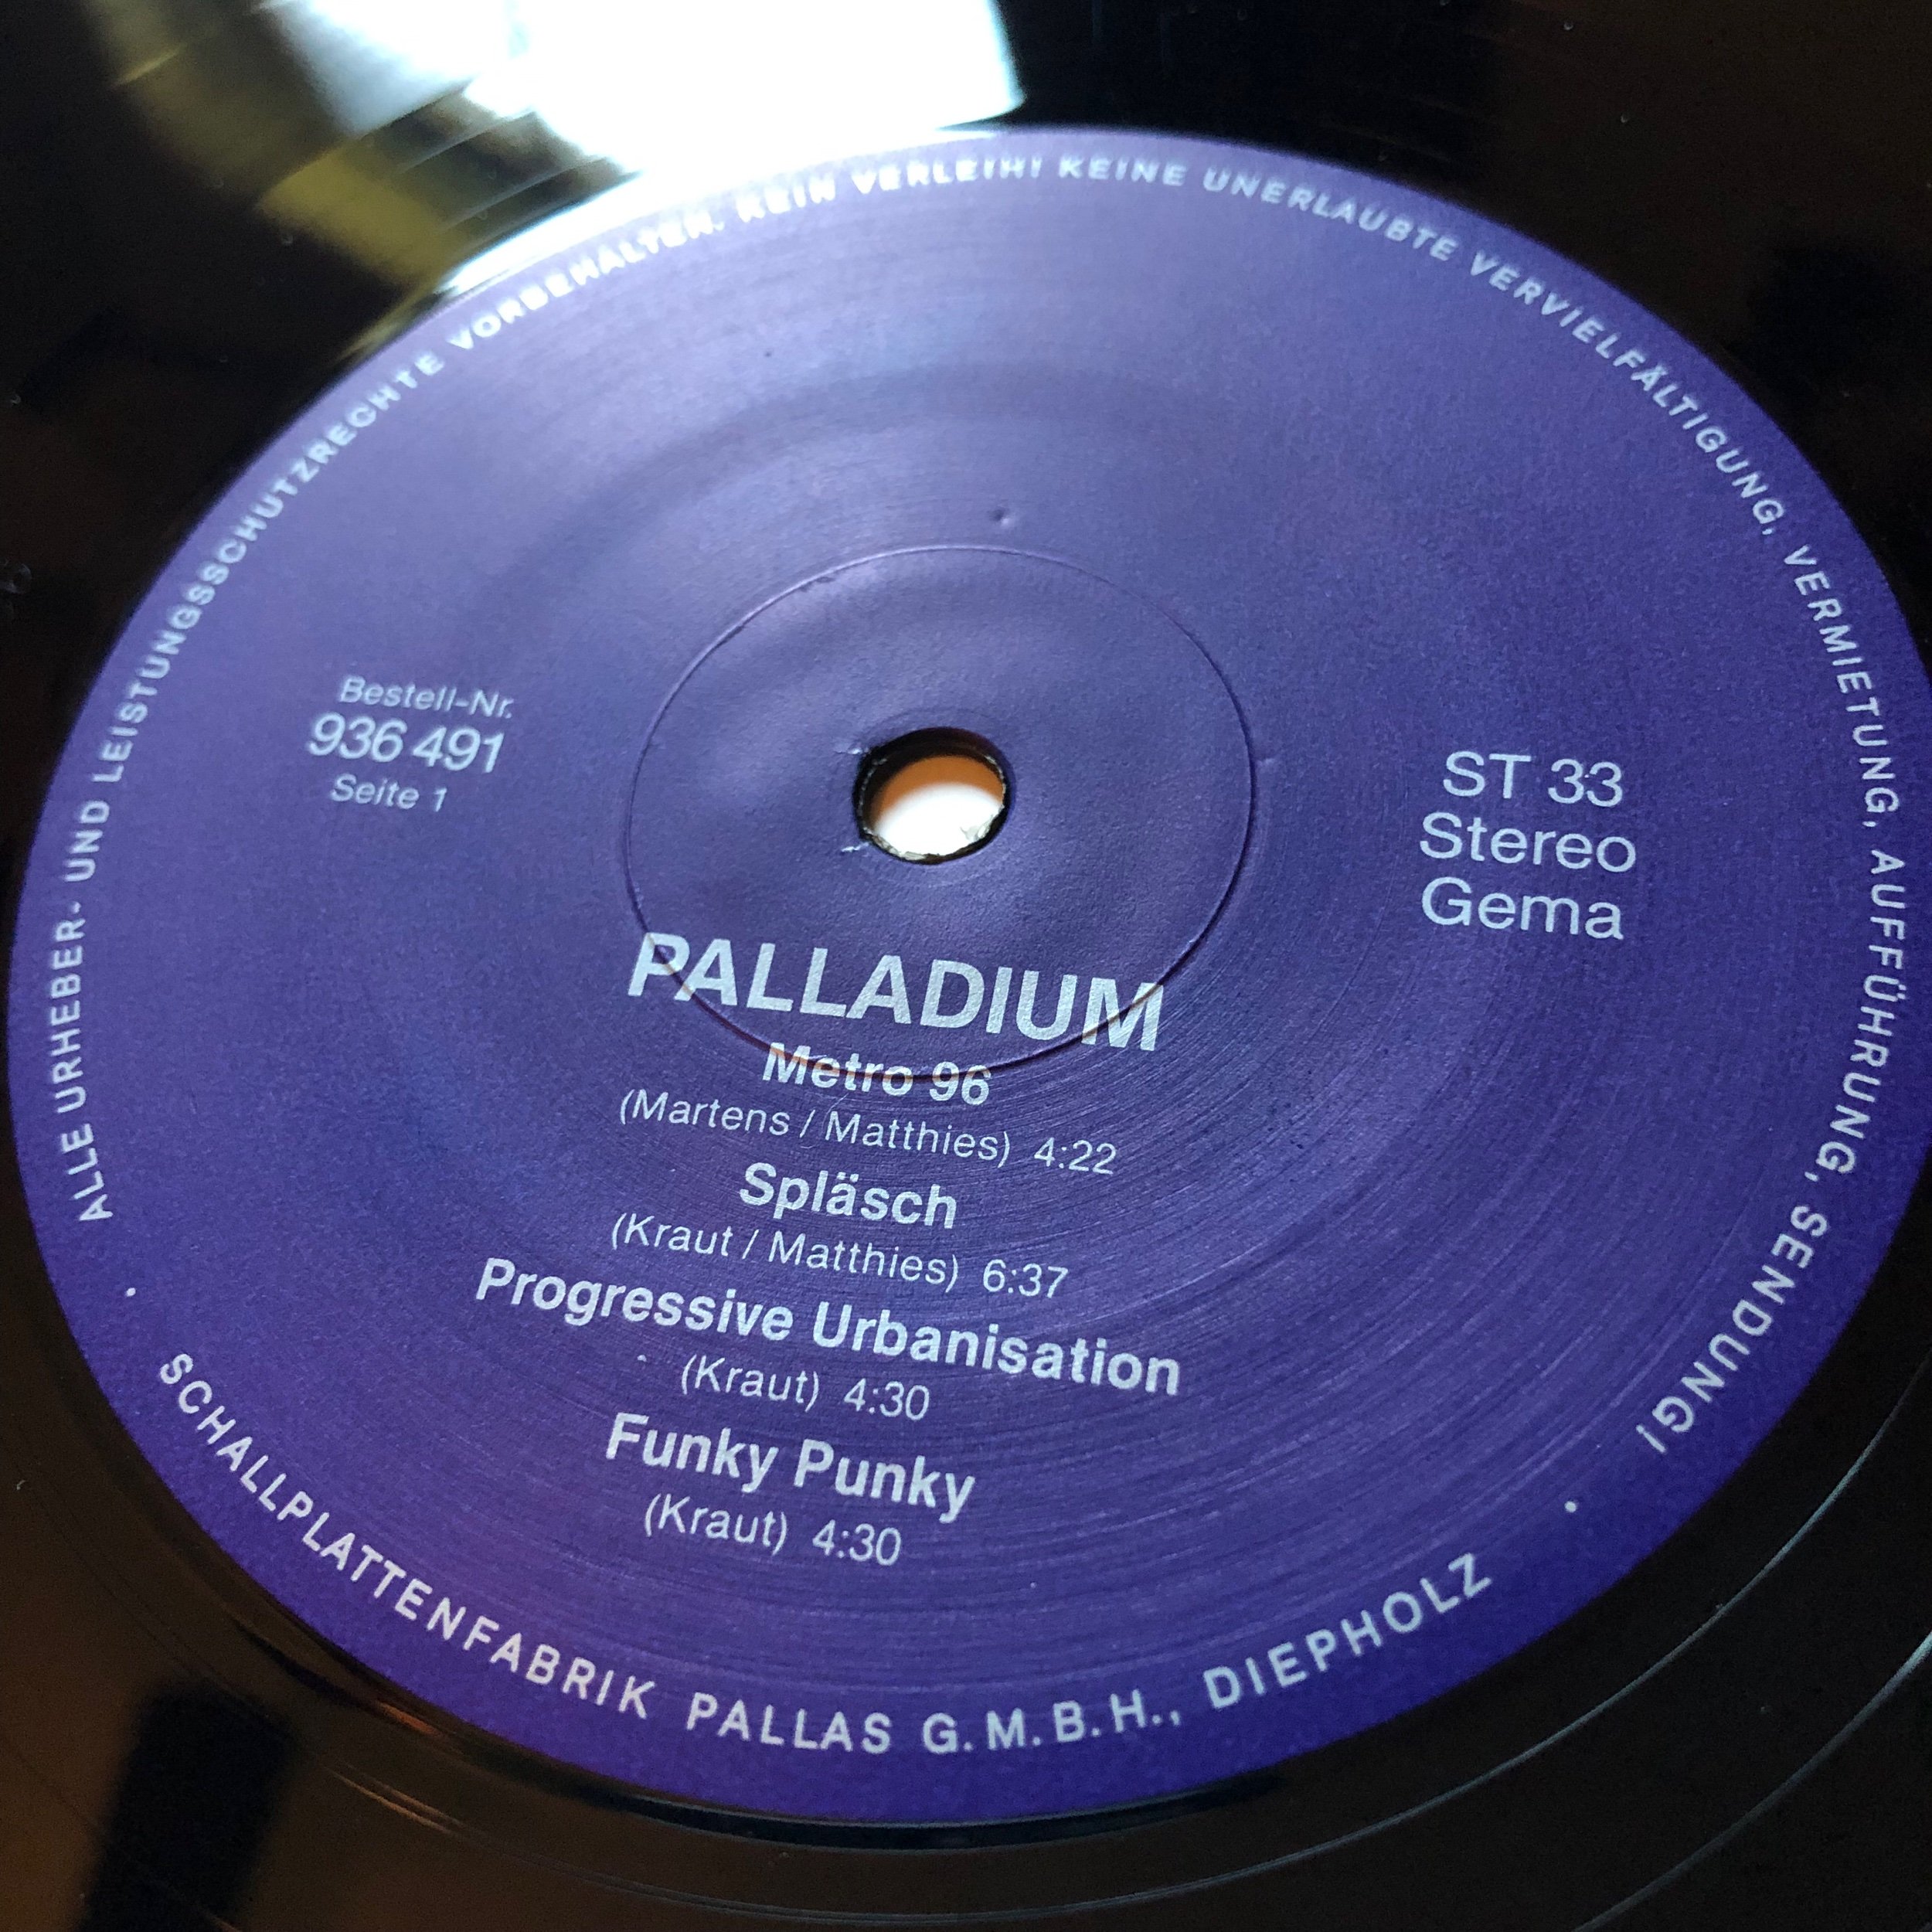 ALLE URHEBER- UND LEISTUNGSSCHUTZRECHTE VORBEHALTEN. KEIN VERLEIH! KEINE UNERLAUBTE VERVIELFÄLTIGUNG, VERMIETUNG, AUFFÜHRUNG, SENDUNG!
Bestell-Nr.
936 491
Seite 1
ST 33
Stereo
Gema
PALLADIUM
Metro 96
(Martens / Matthies) 4:22
Spläsch
(Kraut / Matthies) 6:37
Progressive Urbanisation
(Kraut) 4:30
Funky Punky
(Kraut) 4:30
· SCHALLPLATTENFABRIK PALLAS G.M.B.H., DIEPHOLZ ·